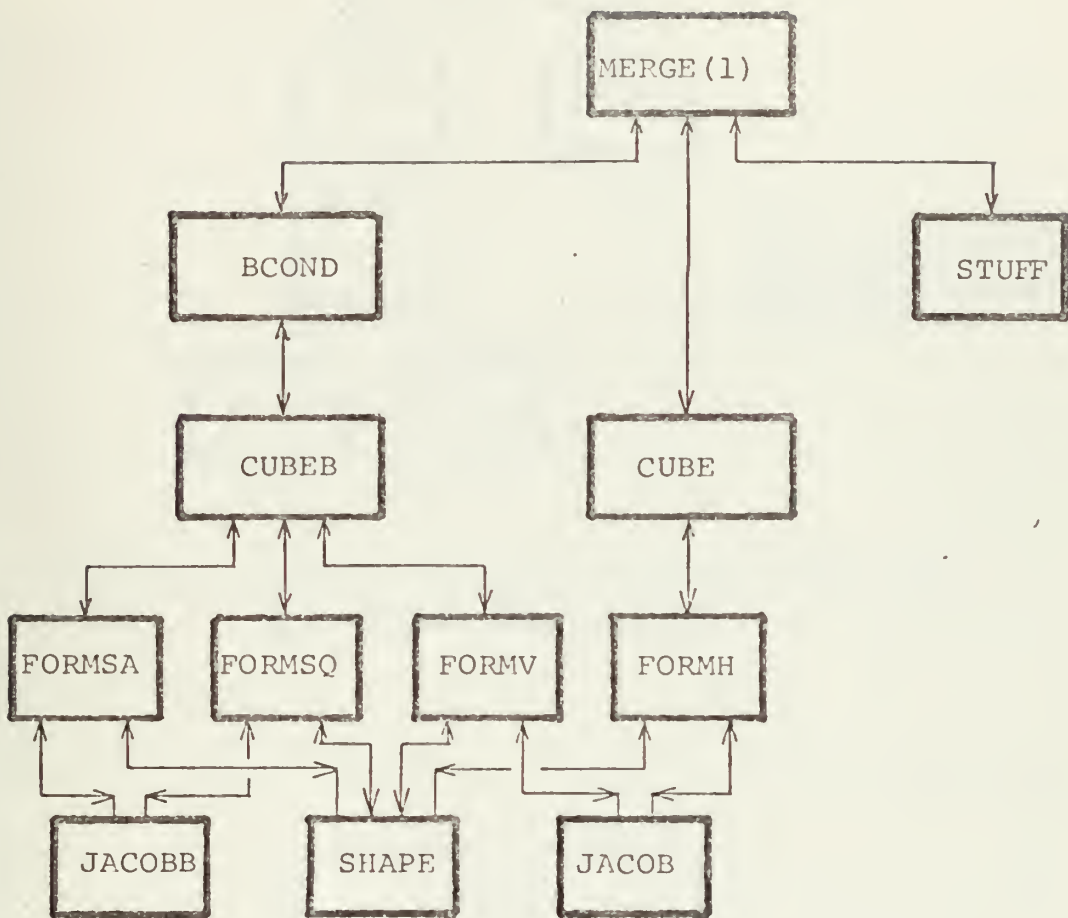 MERGE(1)
BCOND
STUFF
CUBEB
CUBE
FORMSA
FORMSQ
FORMV
FORMH
JACOBB
SHAPE
JACOB